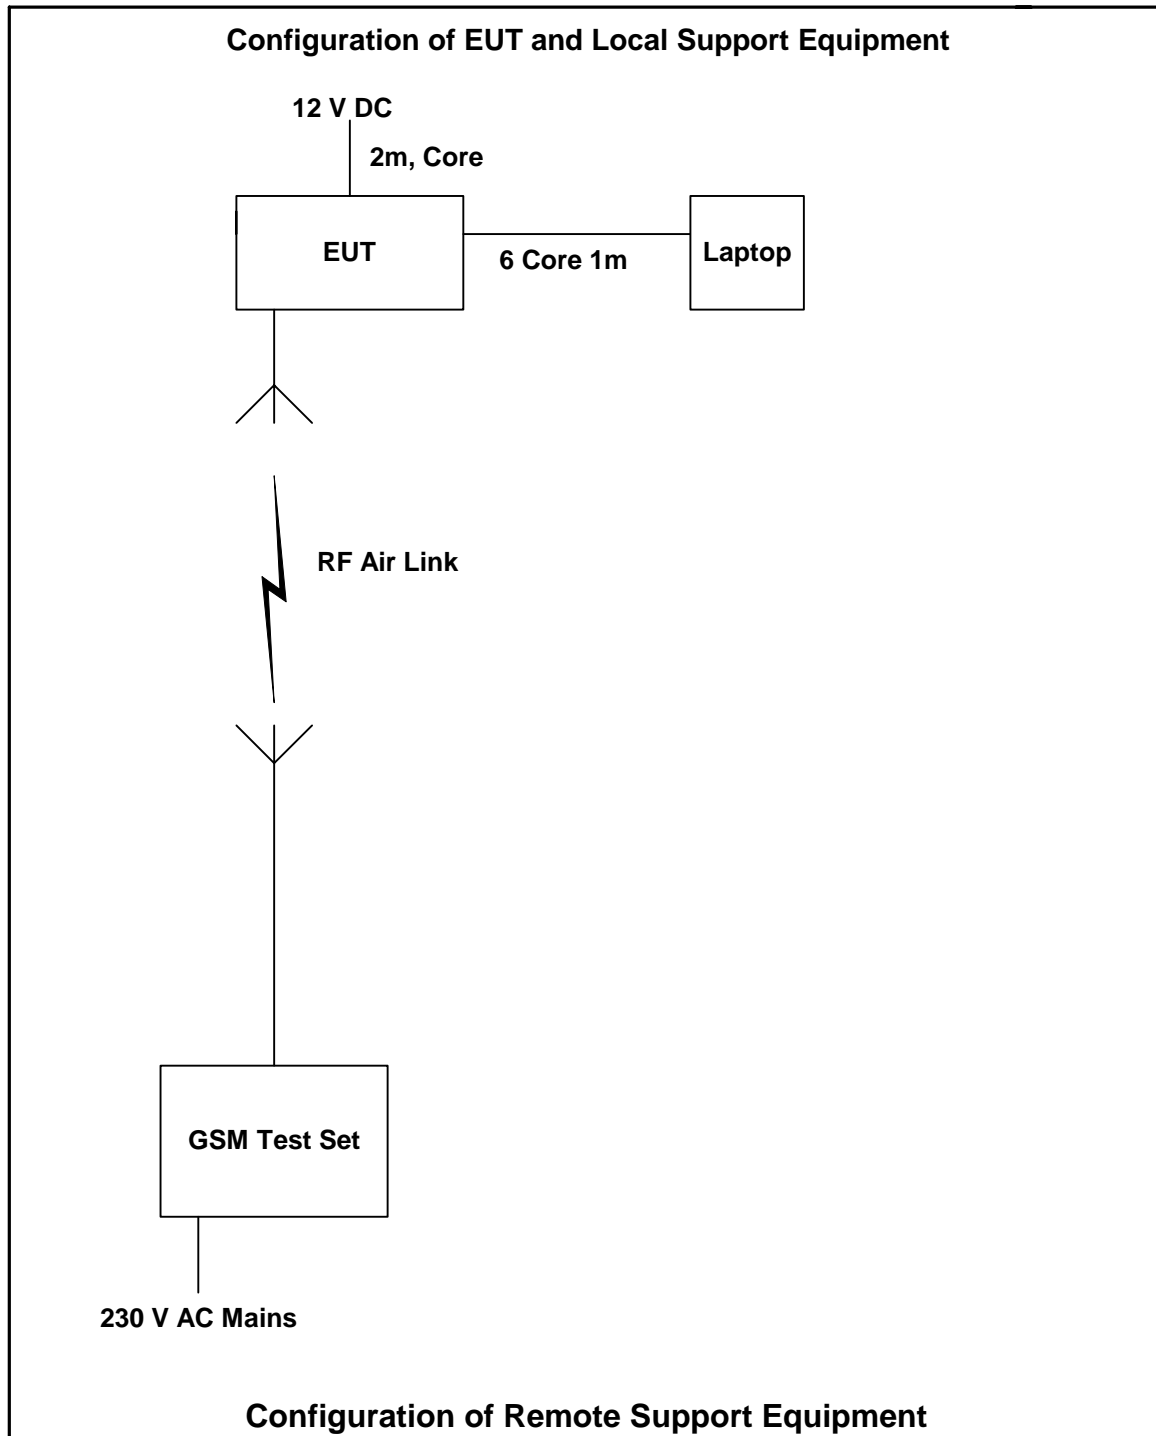 Configuration of EUT and Local Support Equipment
12 V DC
2m, Core
EUT
6 Core 1m
Laptop
RF Air Link
GSM Test Set
230 V AC Mains
Configuration of Remote Support Equipment